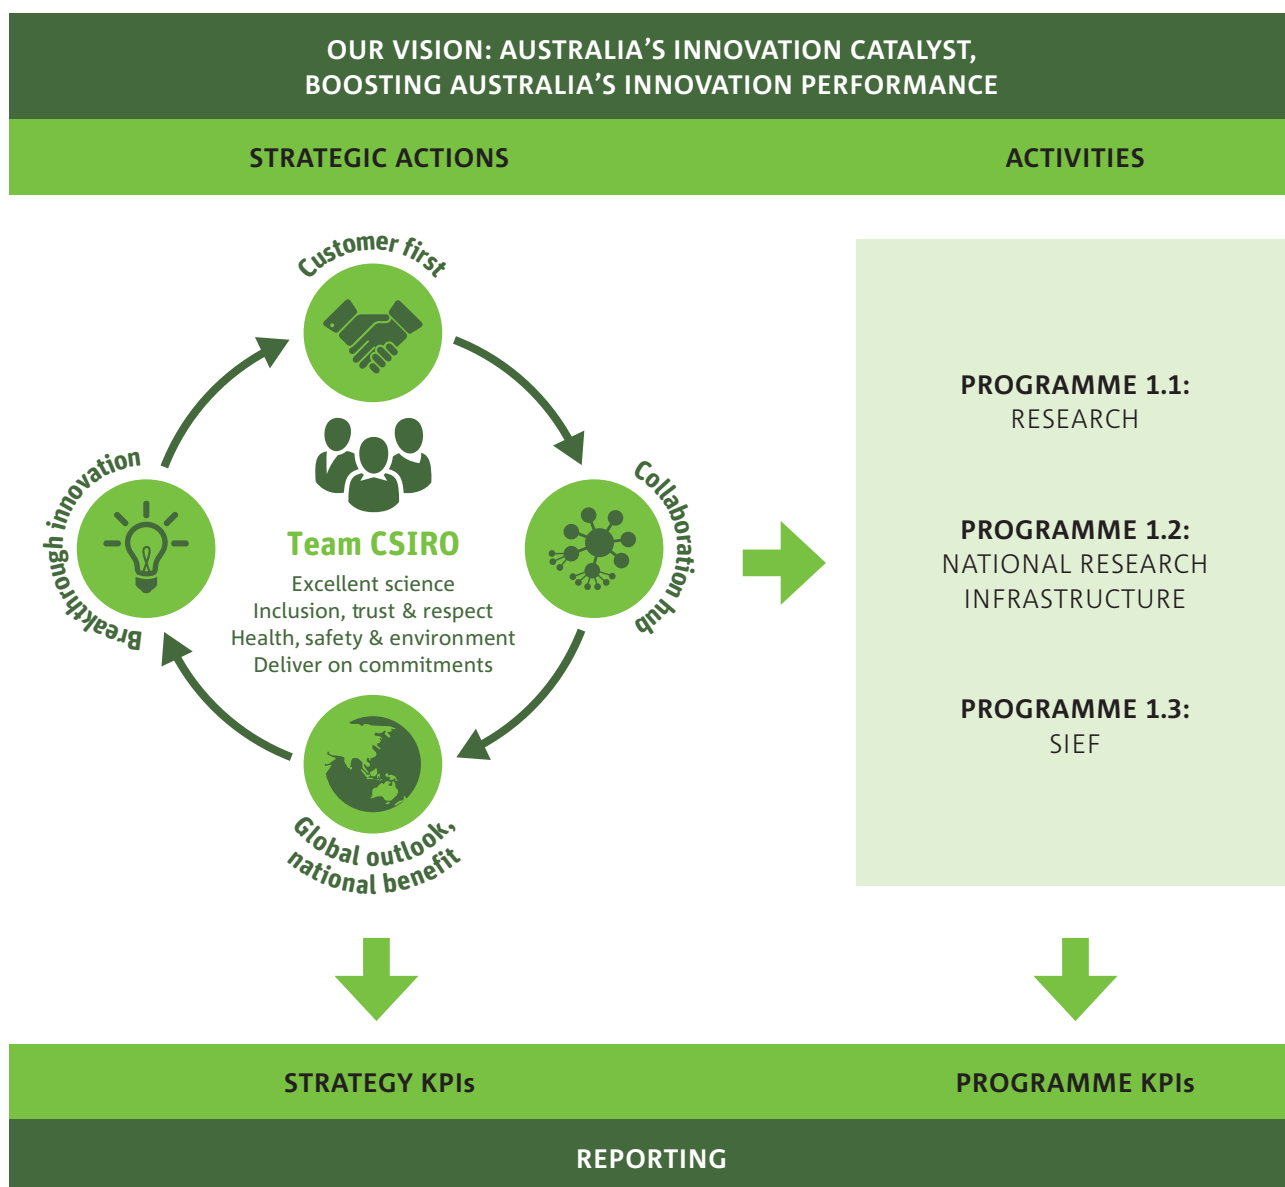 OUR VISION: AUSTRALIA’S INNOVATION CATALYST,
BOOSTING AUSTRALIA’S INNOVATION PERFORMANCE
STRATEGIC ACTIONS
ACTIVITIES
Customer first
Collaboration hub
Global outlook,
national benefit
Breakthrough innovation
Team CSIRO
Excellent science
Inclusion, trust & respect
Health, safety & environment
Deliver on commitments
PROGRAMME 1.1:
RESEARCH
PROGRAMME 1.2:
NATIONAL RESEARCH
INFRASTRUCTURE
PROGRAMME 1.3:
SIEF
STRATEGY KPIs
PROGRAMME KPIs
REPORTING